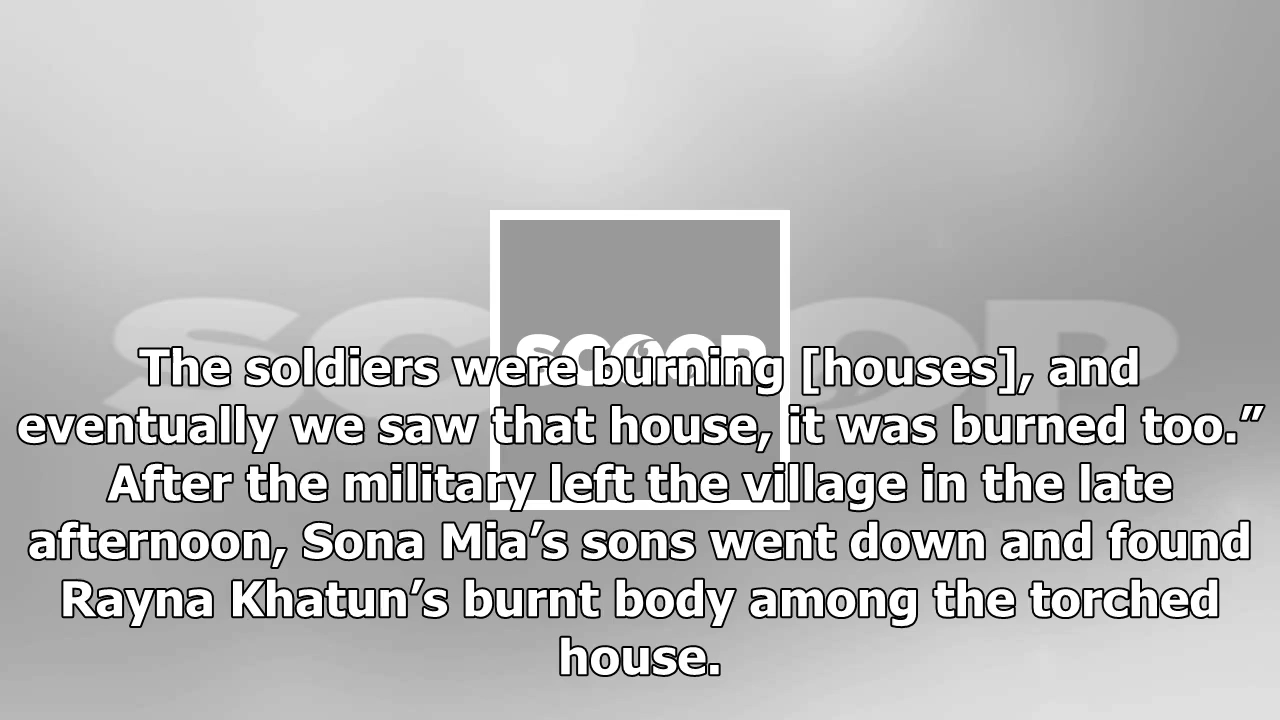 SCOOP
SCOOP
The soldiers were burning [houses], and
eventually we saw that house, it was burned too.”
After the military left the village in the late
afternoon, Sona Mia’s sons went down and found
Rayna Khatun’s burnt body among the torched
house.